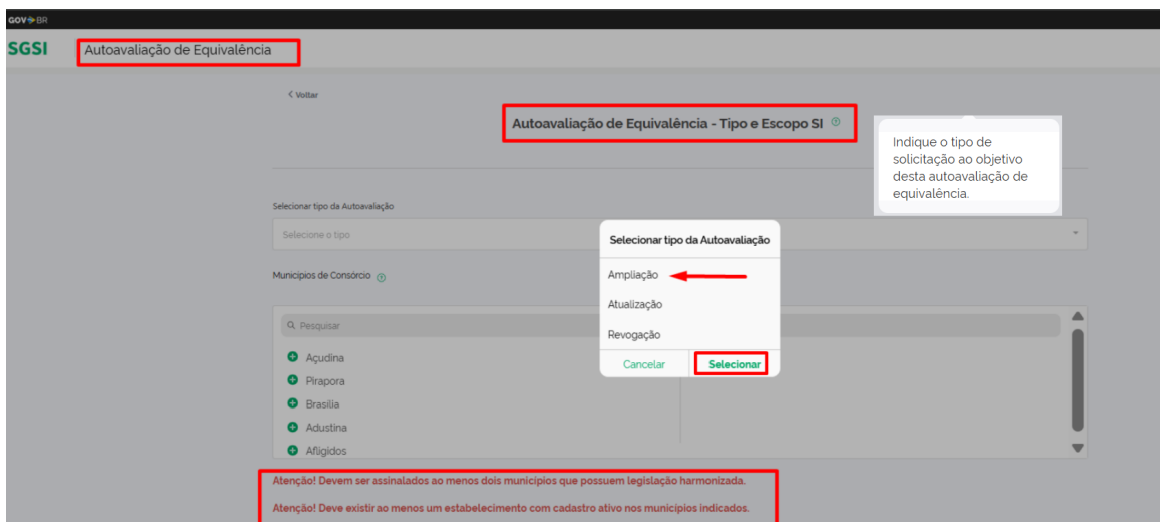 GOV BR
SGSI
Autoavaliação de Equivalência
Voltar
Autoavaliação de Equivalência - Tipo e Escopo SI ?
Indique o tipo de
solicitação ao objetivo
desta autoavaliação de
equivalência.
Selecionar tipo da Autoavaliação
Selecione o tipo
Selecionar tipo da Autoavaliação
Ampliação
Atualização
Revogação
Cancelar Selecionar
Municípios de Consórcio ?
Pesquisar
Açudina
Pirapora
Brasília
Adustina
Afligidos
Atenção! Devem ser assinalados ao menos dois municípios que possuem legislação harmonizada.
Atenção! Deve existir ao menos um estabelecimento com cadastro ativo nos municípios indicados.